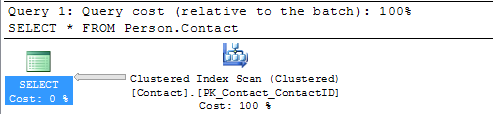 Query 1: Query cost (relative to the batch): 100%
SELECT * FROM Person.Contact
SELECT
Cost: 0 %
Clustered Index Scan (Clustered)
[Contact].[PK_Contact_ContactID]
Cost: 100 %